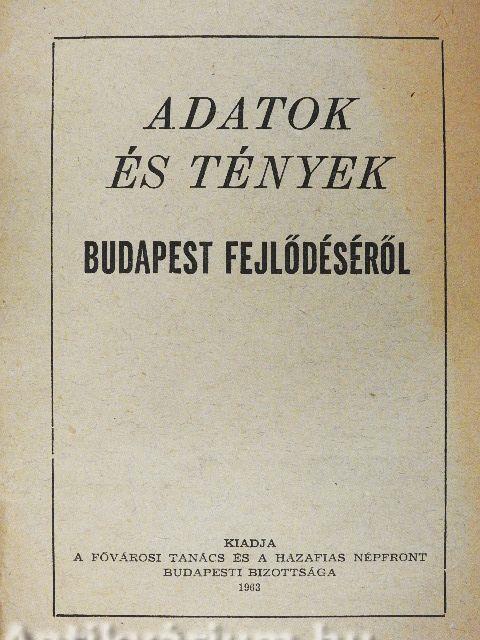 ADATOK
ÉS TÉNYEK
BUDAPEST FEJLŐDÉSÉRŐL
KIADJA
A FŐVÁROSI TANÁCS ÉS A HAZAFIAS NÉPFRONT
BUDAPESTI BIZOTTSÁGA
1963